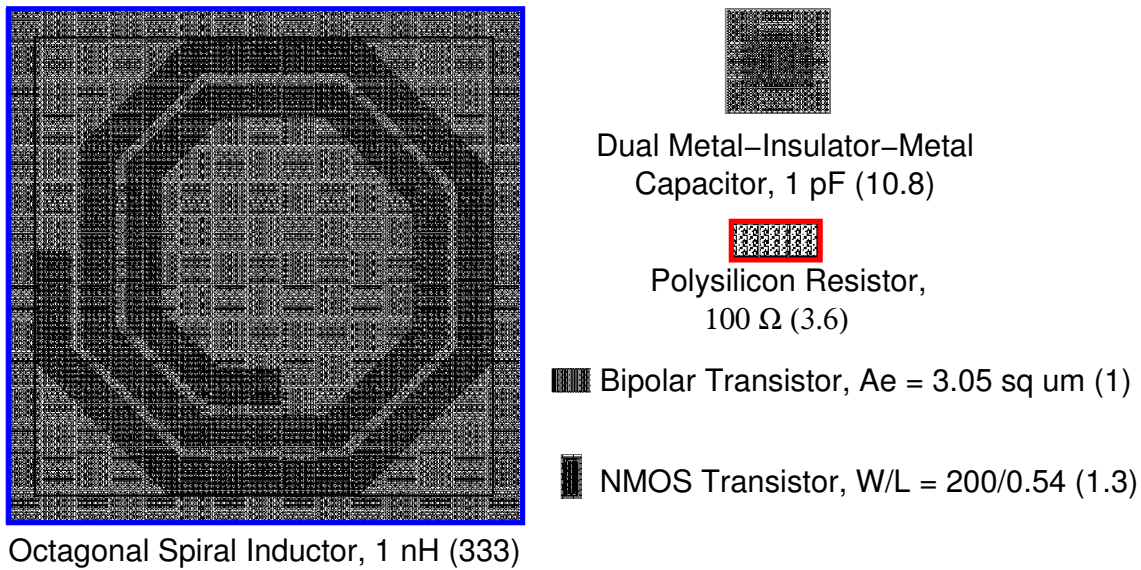 Dual Metal−Insulator−Metal
Capacitor, 1 pF (10.8)
Polysilicon Resistor,
100 Ω (3.6)
Bipolar Transistor, Ae = 3.05 sq um (1)
NMOS Transistor, W/L = 200/0.54 (1.3)
Octagonal Spiral Inductor, 1 nH (333)